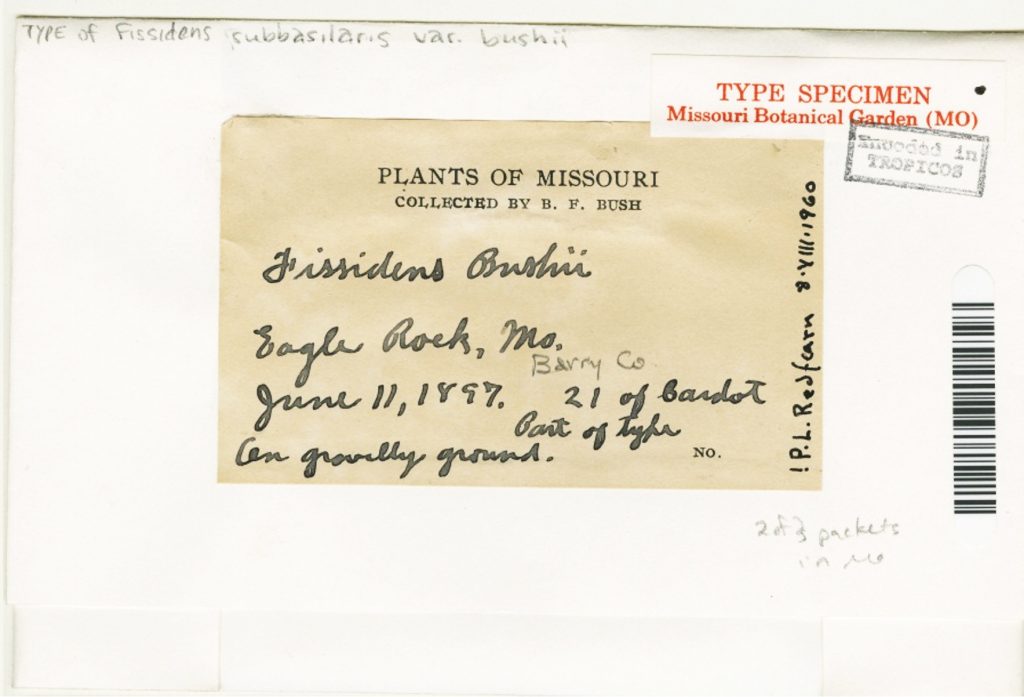 TYPE of Fissidens subbasilaris var. bushii
TYPE SPECIMEN
Missouri Botanical Garden (MO)
in
TROPICOS
PLANTS OF MISSOURI
COLLECTED BY B. F. BUSH
Fissidens Bushii
Eagle Rock, Mo.
Barry Co.
June 11, 1897. 21 of Cardot
Part of type
On gravelly ground.
NO.
! P.L. Redfearn 8·VIII·1960
2 of 3 packets
in Mo